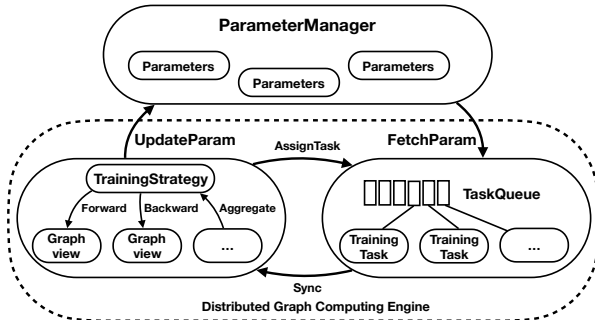 ParameterManager
Parameters
Parameters
Parameters
UpdateParam
FetchParam
AssignTask
TrainingStrategy
Forward
Backward
Aggregate
Graph
view
Graph
view
...
TaskQueue
Training
Task
Training
Task
...
Sync
Distributed Graph Computing Engine